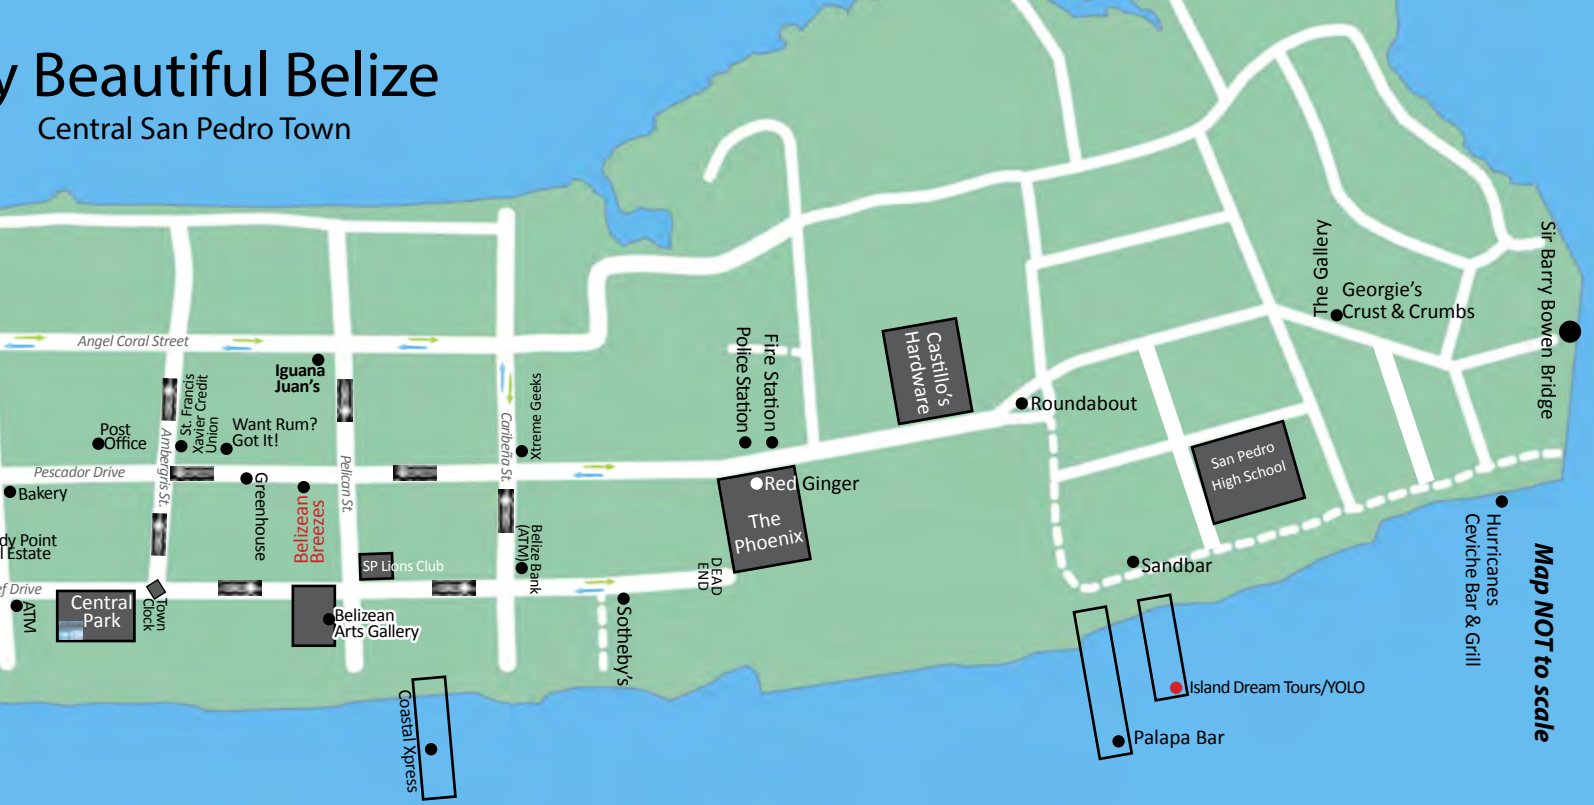 y Beautiful Belize
Central San Pedro Town
Angel Coral Street
Iguana
Juan's
St. Francis
Xavier Credit
Union
Want Rum?
Got It!
Post
Office
Ambergris St.
Pescador Drive
Bakery
Greenhouse
Belizean
Breezes
Pelican St.
Caribeña St.
Xtreme Geeks
Belize Bank
(ATM)
dy Point
l Estate
ef Drive
ATM
Central
Park
Town
Clock
SP Lions Club
Belizean
Arts Gallery
Coastal Xpress
Sotheby's
DEAD
END
Police Station
Fire Station
Red Ginger
The
Phoenix
Castillo's
Hardware
Roundabout
San Pedro
High School
The Gallery
Georgie's
Crust & Crumbs
Sir Barry Bowen Bridge
Sandbar
Island Dream Tours/YOLO
Palapa Bar
Hurricanes
Ceviche Bar & Grill
Map NOT to scale